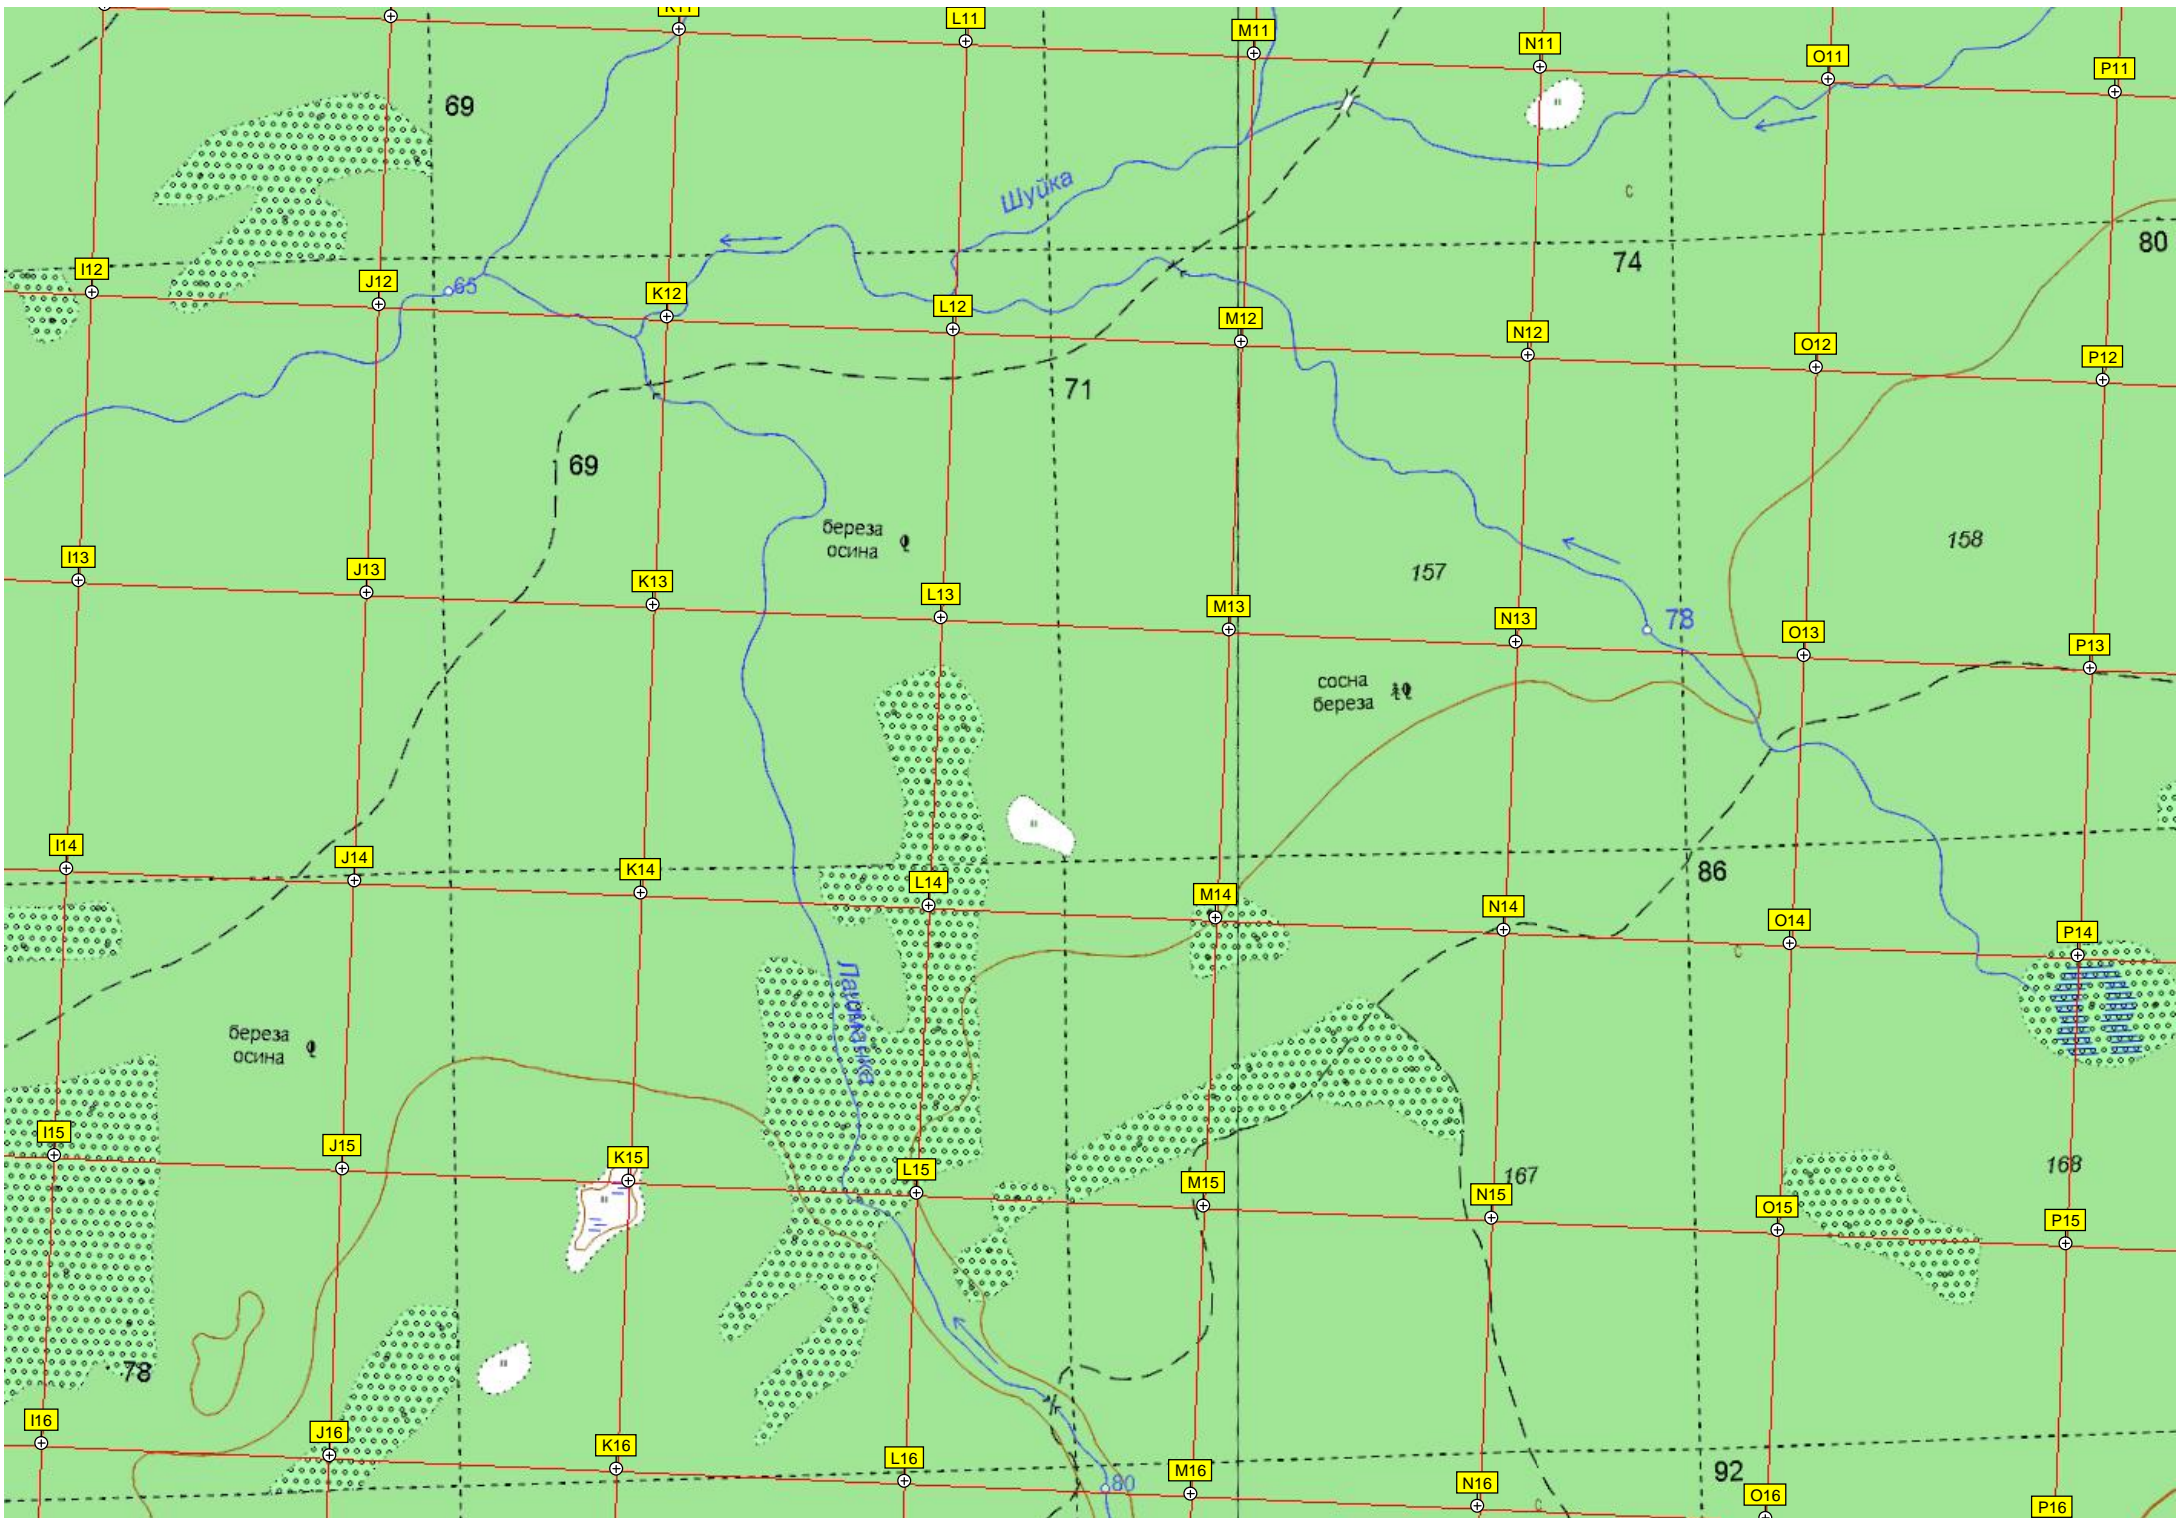 K11
L11
M11
N11
O11
P11
69
Шуйка
74
80
I12
J12
65
K12
L12
M12
N12
O12
P12
71
69
береза
осина
157
158
I13
J13
K13
L13
M13
N13
78
O13
P13
сосна
береза
I14
J14
K14
L14
M14
86
N14
O14
с
P14
береза
осина
I15
J15
K15
L15
M15
167
N15
O15
168
P15
78
I16
J16
K16
L16
M16
80
92
N16
с
O16
P16
с